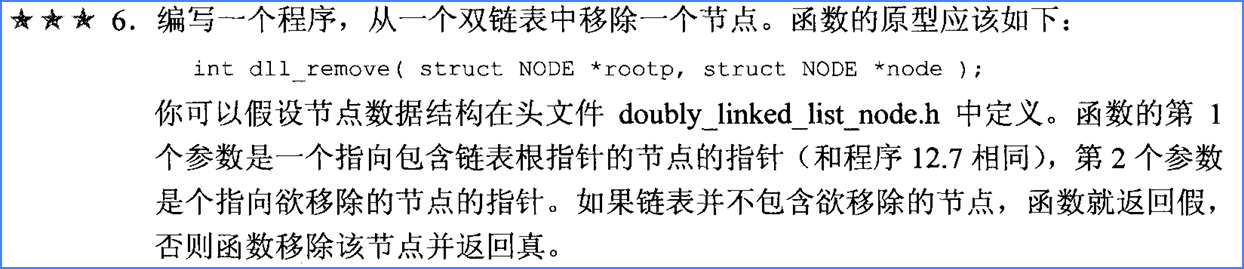 ★★★ 6. 编写一个程序，从一个双链表中移除一个节点。函数的原型应该如下：
int dll_remove( struct NODE *rootp, struct NODE *node );
你可以假设节点数据结构在头文件 doubly_linked_list_node.h 中定义。函数的第 1
个参数是一个指向包含链表根指针的节点的指针（和程序 12.7 相同），第 2 个参数
是个指向欲移除的节点的指针。如果链表并不包含欲移除的节点，函数就返回假，
否则函数移除该节点并返回真。